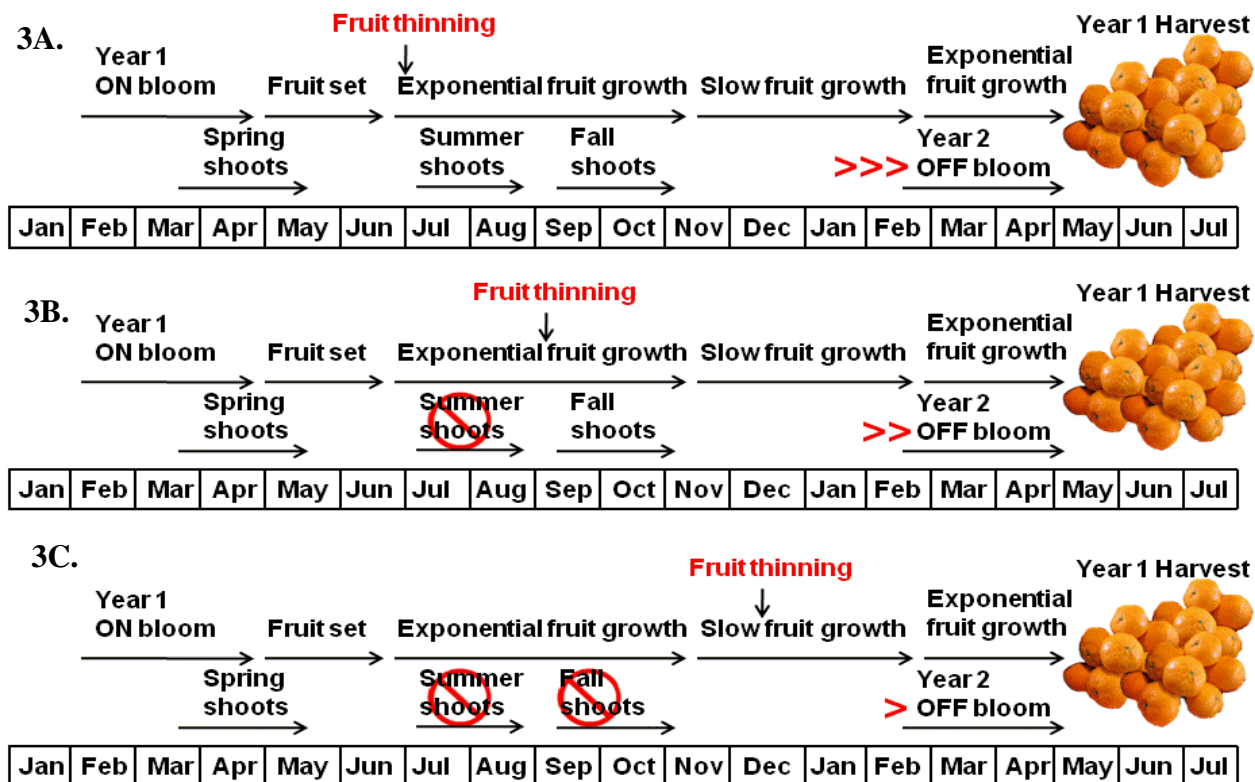 3A.
Fruit thinning
Year 1 Harvest
Year 1
ON bloom
Fruit set
Exponential fruit growth
Slow fruit growth
Exponential
fruit growth
Spring
shoots
Summer
shoots
Fall
shoots
>>>
Year 2
OFF bloom
Jan Feb Mar Apr May Jun Jul Aug Sep Oct Nov Dec Jan Feb Mar Apr May Jun Jul
3B.
Fruit thinning
Year 1 Harvest
Year 1
ON bloom
Fruit set
Exponential fruit growth
Slow fruit growth
Exponential
fruit growth
Spring
shoots
Summer
shoots
Fall
shoots
>>
Year 2
OFF bloom
Jan Feb Mar Apr May Jun Jul Aug Sep Oct Nov Dec Jan Feb Mar Apr May Jun Jul
3C.
Fruit thinning
Year 1 Harvest
Year 1
ON bloom
Fruit set
Exponential fruit growth
Slow fruit growth
Exponential
fruit growth
Spring
shoots
Summer
shoots
Fall
shoots
>
Year 2
OFF bloom
Jan Feb Mar Apr May Jun Jul Aug Sep Oct Nov Dec Jan Feb Mar Apr May Jun Jul